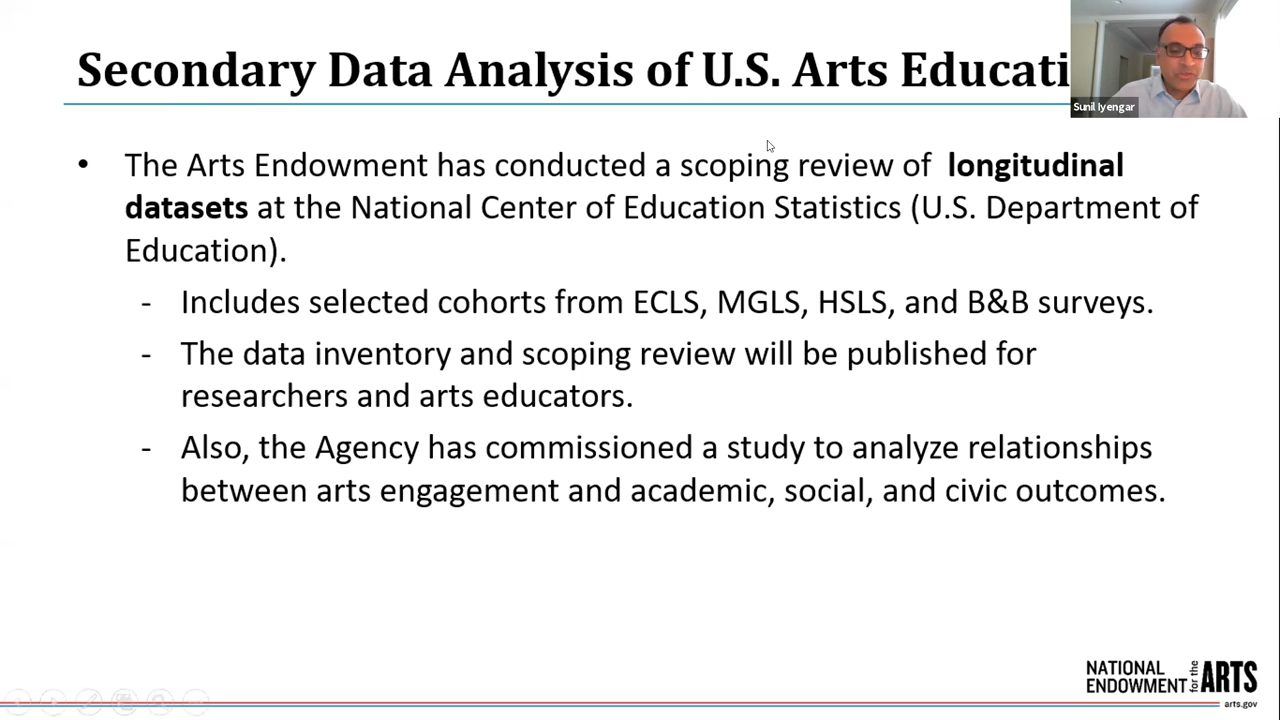 Secondary Data Analysis of U.S. Arts Educati
Sunil Iyengar
• The Arts Endowment has conducted a scoping review of longitudinal
datasets at the National Center of Education Statistics (U.S. Department of
Education).
- Includes selected cohorts from ECLS, MGLS, HSLS, and B&B surveys.
- The data inventory and scoping review will be published for
researchers and arts educators.
- Also, the Agency has commissioned a study to analyze relationships
between arts engagement and academic, social, and civic outcomes.
NATIONAL
ENDOWMENT for the ARTS
arts.gov